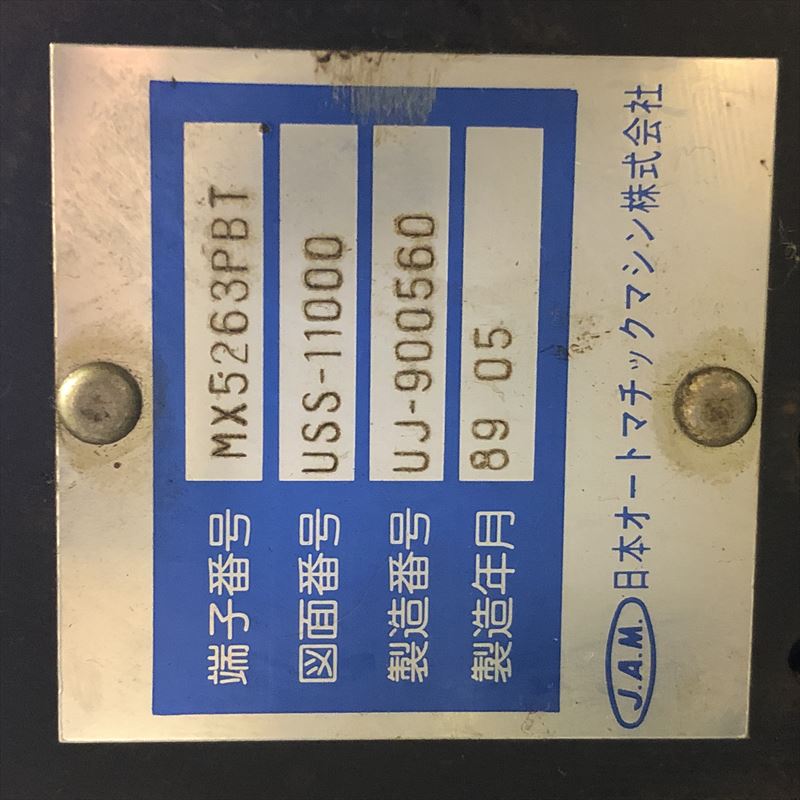 端子番号 MX5263PBT
図面番号 USS-11000
製造番号 UJ-900560
製造年月 89 05
J.A.M. 日本オートマチックマシン株式会社